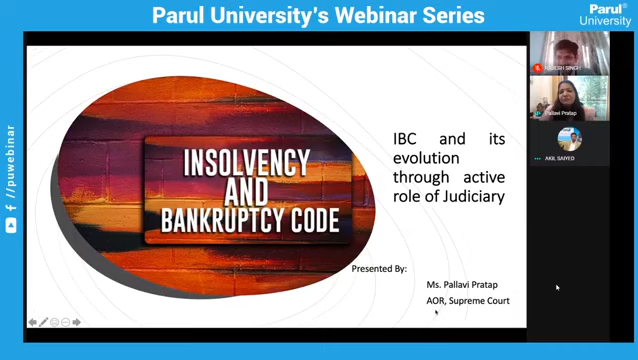 Parul University's Webinar Series
Parul®
University
/puwebinar
INSOLVENCY
AND
BANKRUPTCY CODE
IBC and its
evolution
through active
role of Judiciary
Presented By:
Ms. Pallavi Pratap
AOR, Supreme Court
Pallavi Pratap
AKIL SAIYED